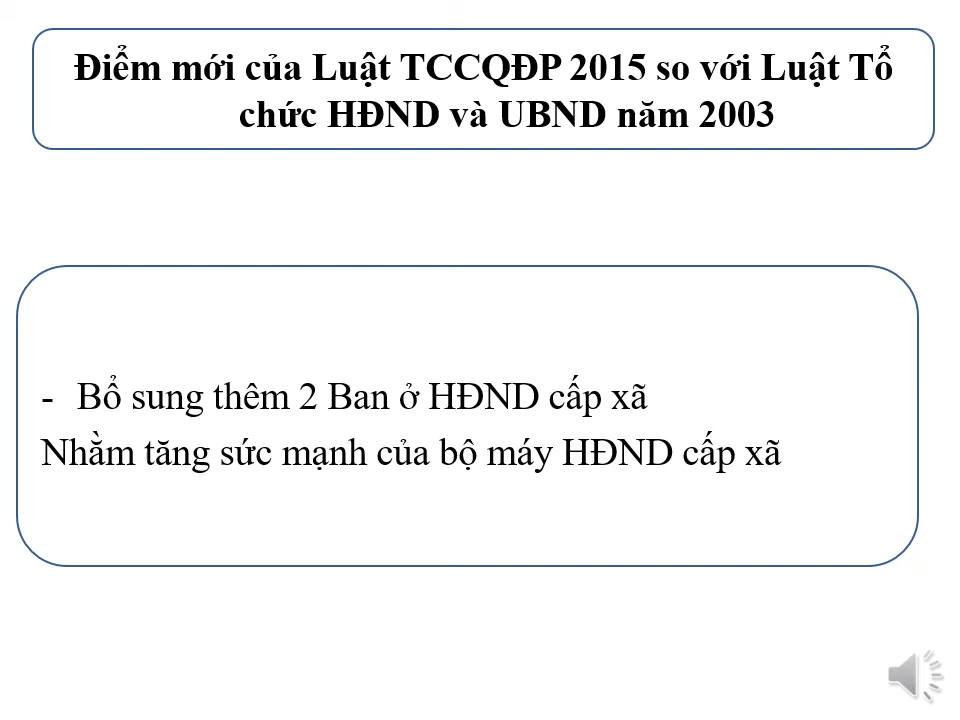 Điểm mới của Luật TCCQĐP 2015 so với Luật Tổ
chức HĐND và UBND năm 2003
- Bổ sung thêm 2 Ban ở HĐND cấp xã
Nhằm tăng sức mạnh của bộ máy HĐND cấp xã